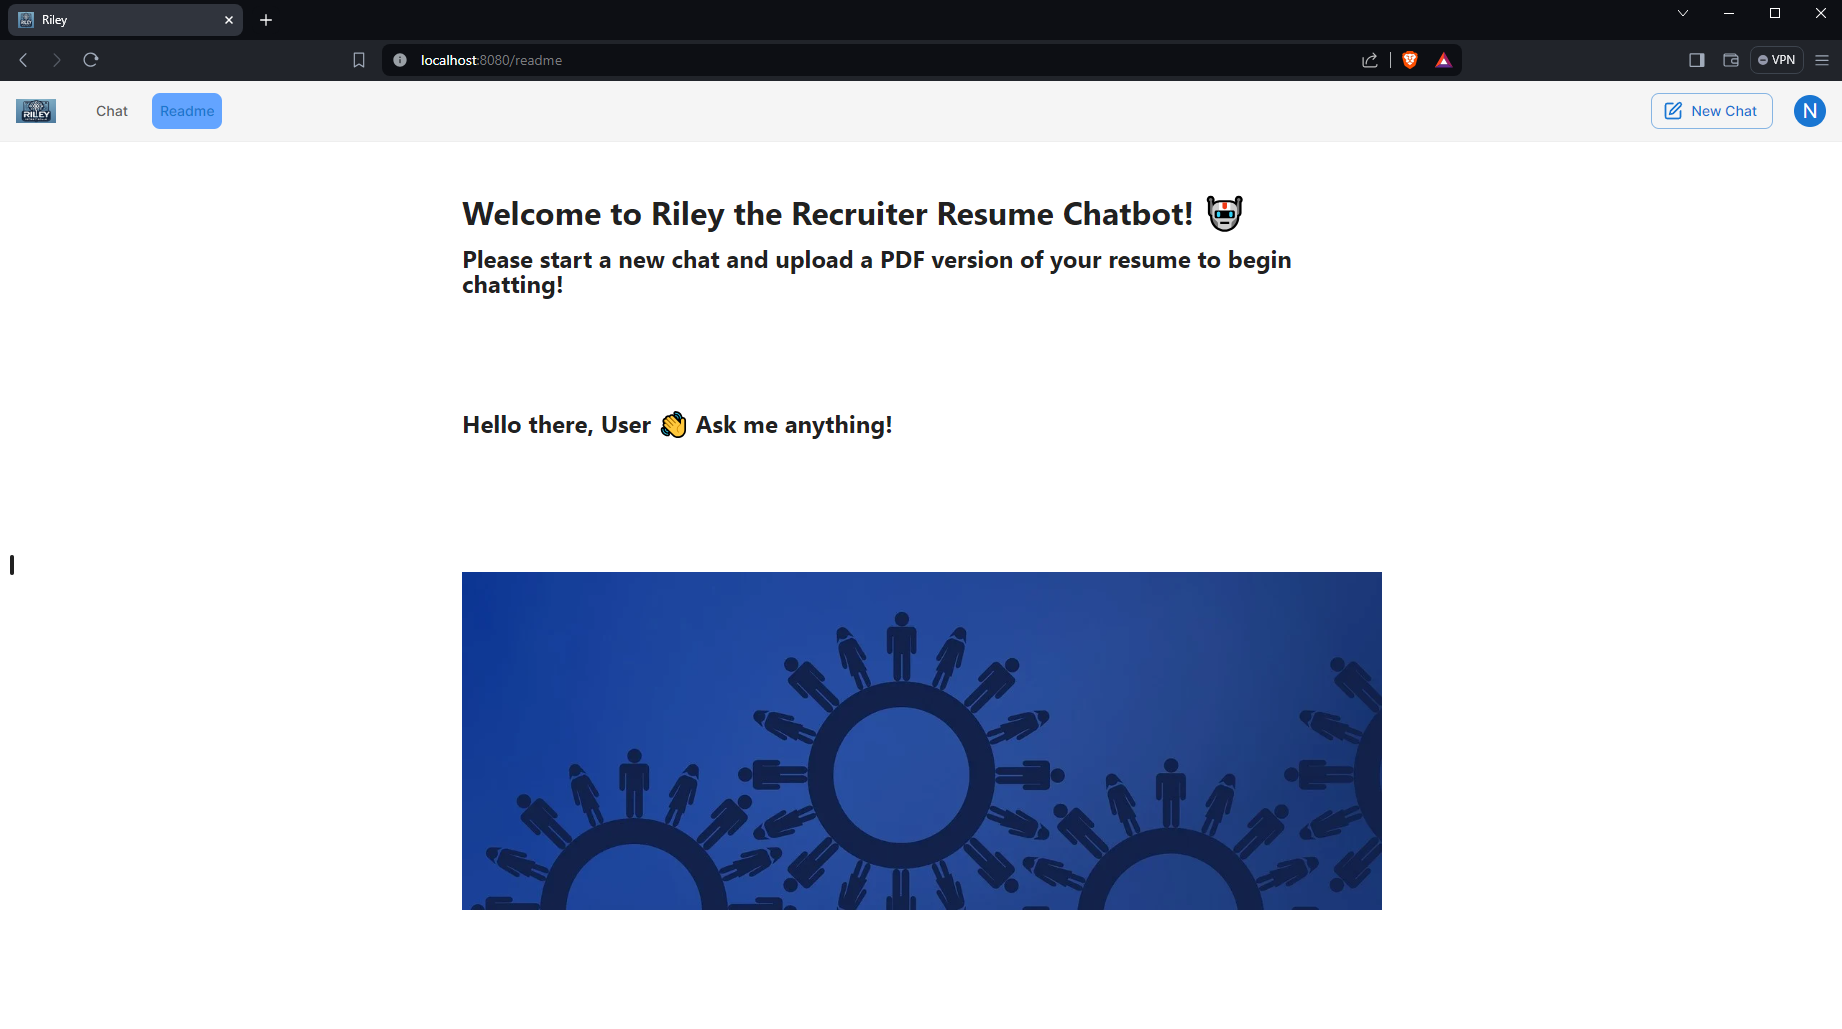 Riley
localhost:8080/readme
VPN
RILEY
Chat
Readme
New Chat
N
Welcome to Riley the Recruiter Resume Chatbot! 🤖
Please start a new chat and upload a PDF version of your resume to begin
chatting!
Hello there, User 👋 Ask me anything!